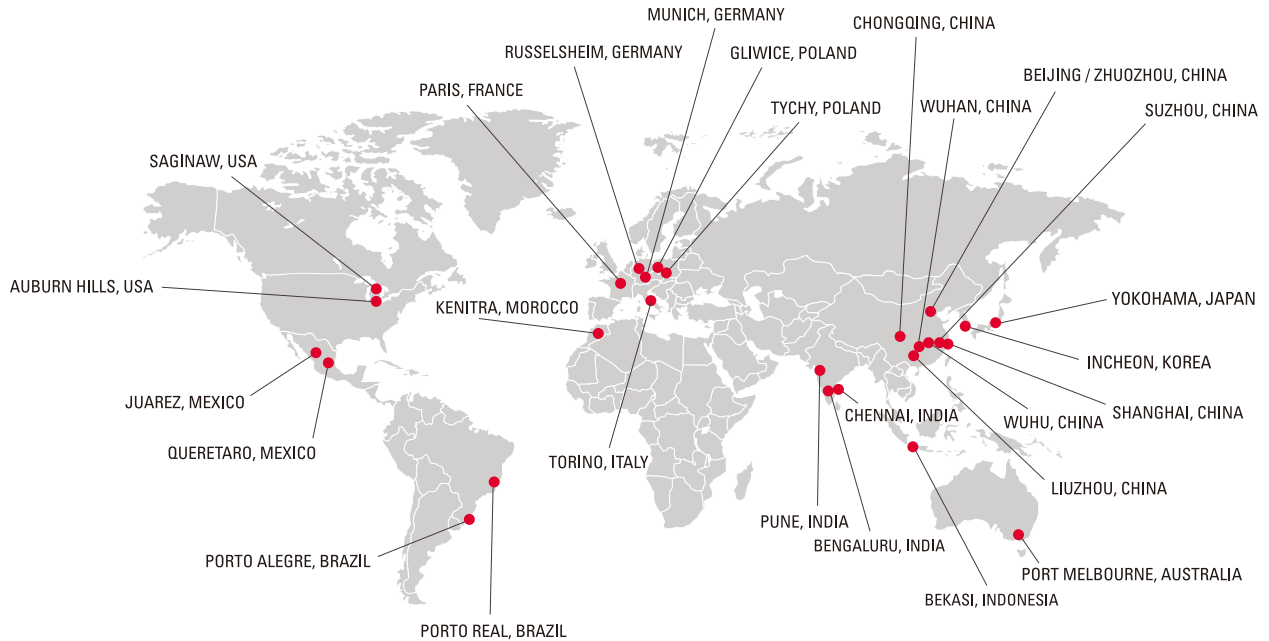 MUNICH, GERMANY
CHONGQING, CHINA
RUSSELSHEIM, GERMANY
GLIWICE, POLAND
BEIJING / ZHUOZHOU, CHINA
PARIS, FRANCE
TYCHY, POLAND
WUHAN, CHINA
SUZHOU, CHINA
SAGINAW, USA
AUBURN HILLS, USA
KENITRA, MOROCCO
YOKOHAMA, JAPAN
INCHEON, KOREA
JUAREZ, MEXICO
CHENNAI, INDIA
WUHU, CHINA
SHANGHAI, CHINA
QUERETARO, MEXICO
TORINO, ITALY
LIUZHOU, CHINA
PUNE, INDIA
BENGALURU, INDIA
PORTO ALEGRE, BRAZIL
PORT MELBOURNE, AUSTRALIA
BEKASI, INDONESIA
PORTO REAL, BRAZIL